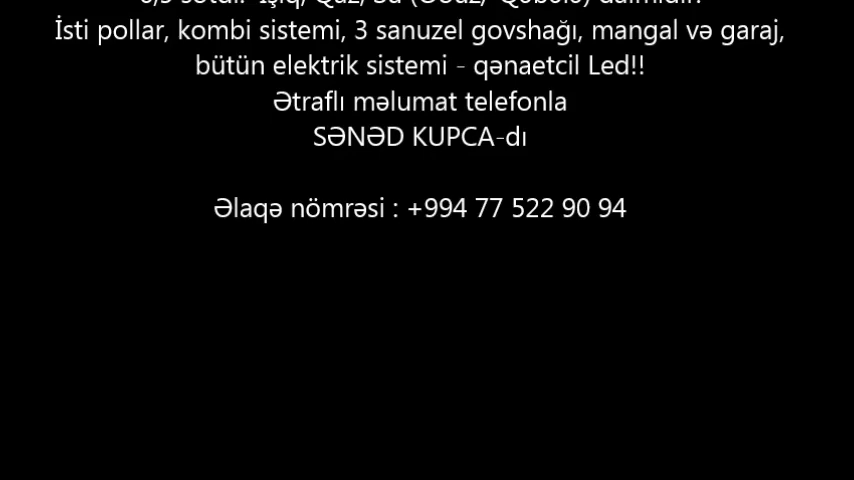 İsti pollar, kombi sistemi, 3 sanuzel govshağı, mangal və garaj,
bütün elektrik sistemi - qənaetcil Led!!
Ətraflı məlumat telefonla
SƏNƏD KUPCA-dı
Əlaqə nömrəsi : +994 77 522 90 94